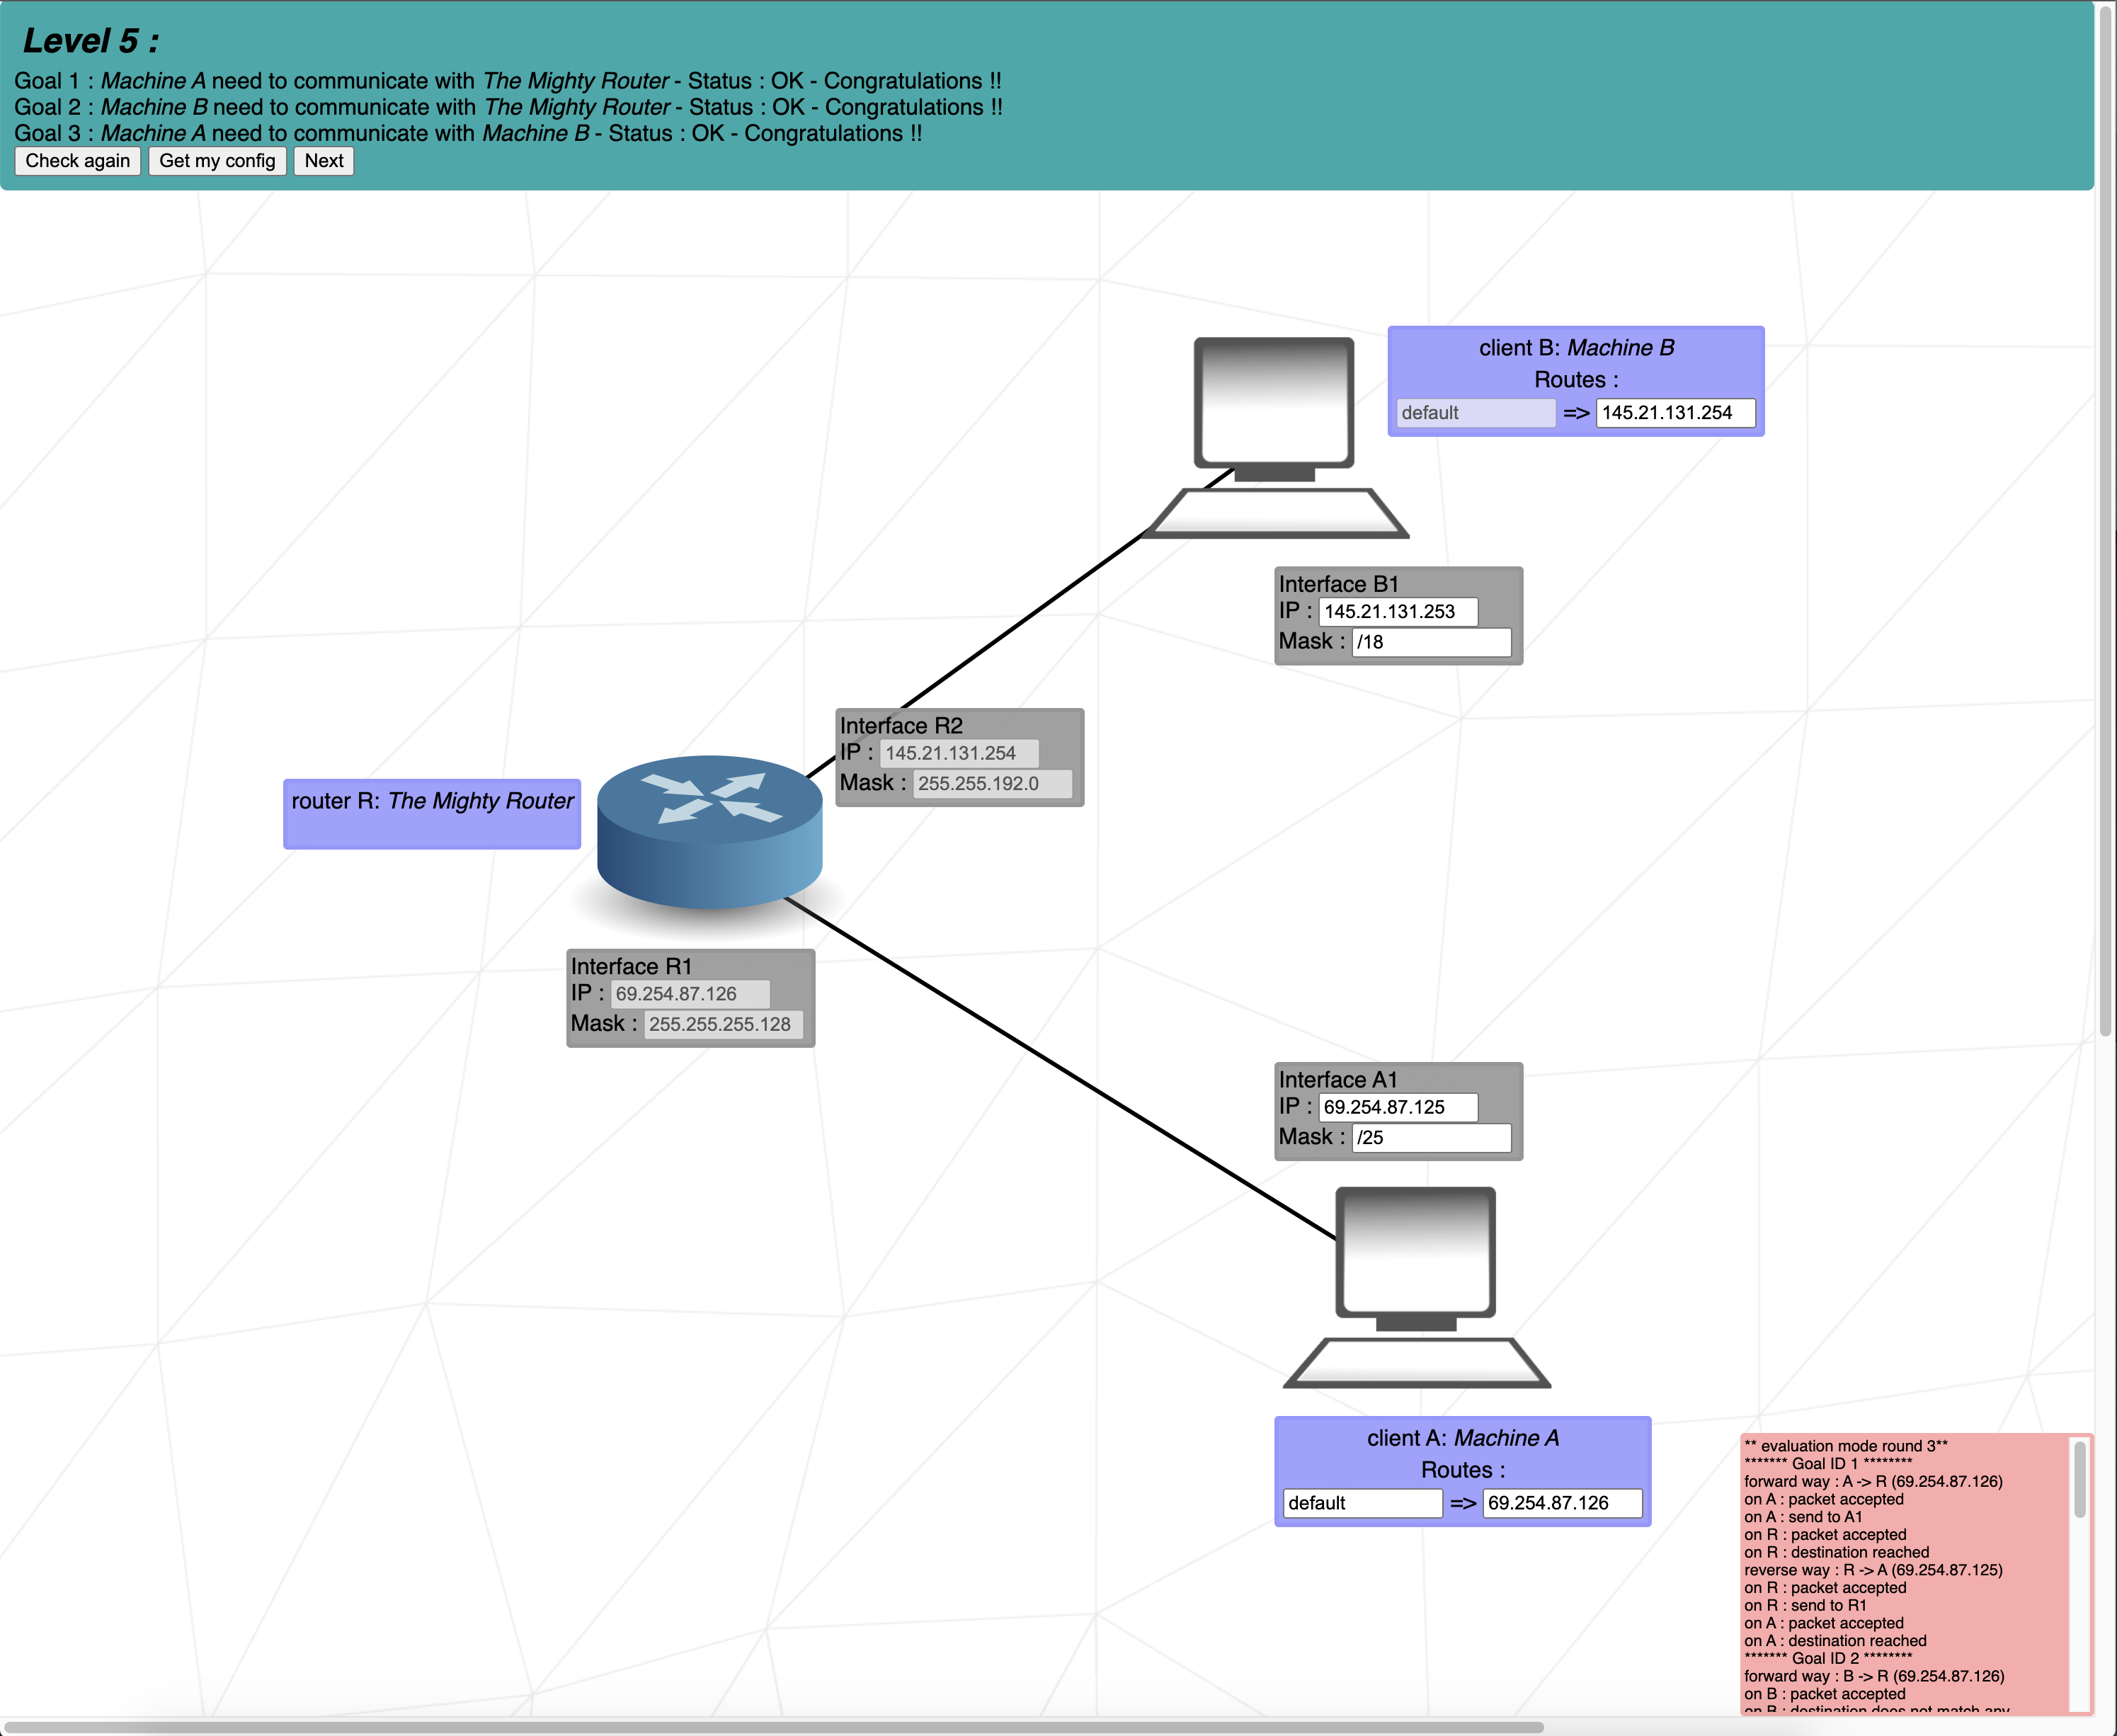 Level 5 :
Goal 1 : Machine A need to communicate with The Mighty Router - Status : OK - Congratulations !!
Goal 2 : Machine B need to communicate with The Mighty Router - Status : OK - Congratulations !!
Goal 3 : Machine A need to communicate with Machine B - Status : OK - Congratulations !!
Check again Get my config Next
client B: Machine B
Routes :
default => 145.21.131.254
Interface B1
IP : 145.21.131.253
Mask : /18
Interface R2
IP : 145.21.131.254
Mask : 255.255.192.0
router R: The Mighty Router
Interface R1
IP : 69.254.87.126
Mask : 255.255.255.128
Interface A1
IP : 69.254.87.125
Mask : /25
client A: Machine A
Routes :
default => 69.254.87.126
** evaluation mode round 3**
******* Goal ID 1 ********
forward way : A -> R (69.254.87.126)
on A : packet accepted
on A : send to A1
on R : packet accepted
on R : destination reached
reverse way : R -> A (69.254.87.125)
on R : packet accepted
on R : send to R1
on A : packet accepted
on A : destination reached
******* Goal ID 2 ********
forward way : B -> R (69.254.87.126)
on B : packet accepted
on B : destination does not match any